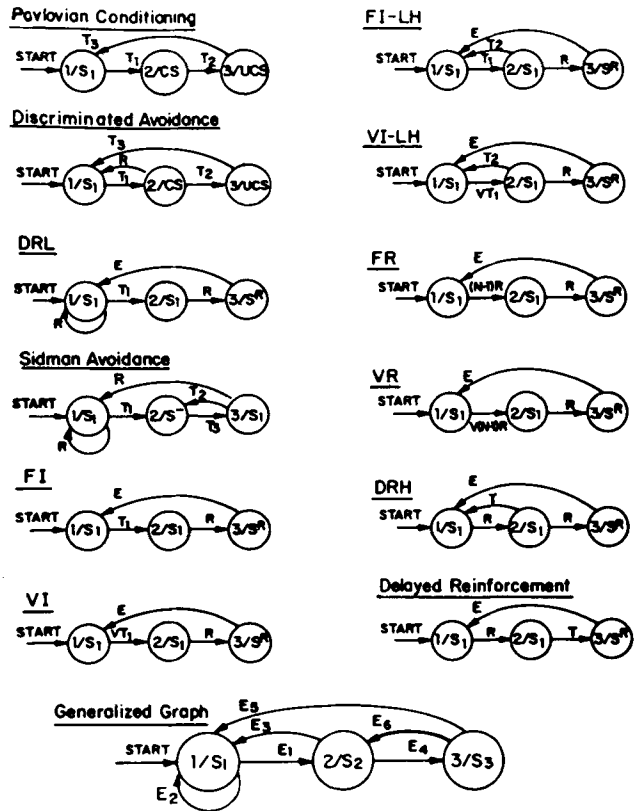 Pavlovian Conditioning
T3
START
1/S1
T1
2/CS
T2
3/UCS
Discriminated Avoidance
T3
R
START
1/S1
T1
2/CS
T2
3/UCS
DRL
E
START
1/S1
T1
2/S1
R
3/SR
R
Sidman Avoidance
R
T2
START
1/S1
T1
2/S−
T3
3/S1
R
FI
E
START
1/S1
T1
2/S1
R
3/SR
VI
E
START
1/S1
VT1
2/S1
R
3/SR
FI-LH
E
T2
START
1/S1
T1
2/S1
R
3/SR
VI-LH
E
T2
START
1/S1
VT1
2/S1
R
3/SR
FR
E
START
1/S1
(N-1)R
2/S1
R
3/SR
VR
E
START
1/S1
V(N-1)R
2/S1
R
3/SR
DRH
E
T
START
1/S1
R
2/S1
R
3/SR
Delayed Reinforcement
E
START
1/S1
R
2/S1
T
3/SR
Generalized Graph
E5
E3
E6
START
1/S1
E1
2/S2
E4
3/S3
E2